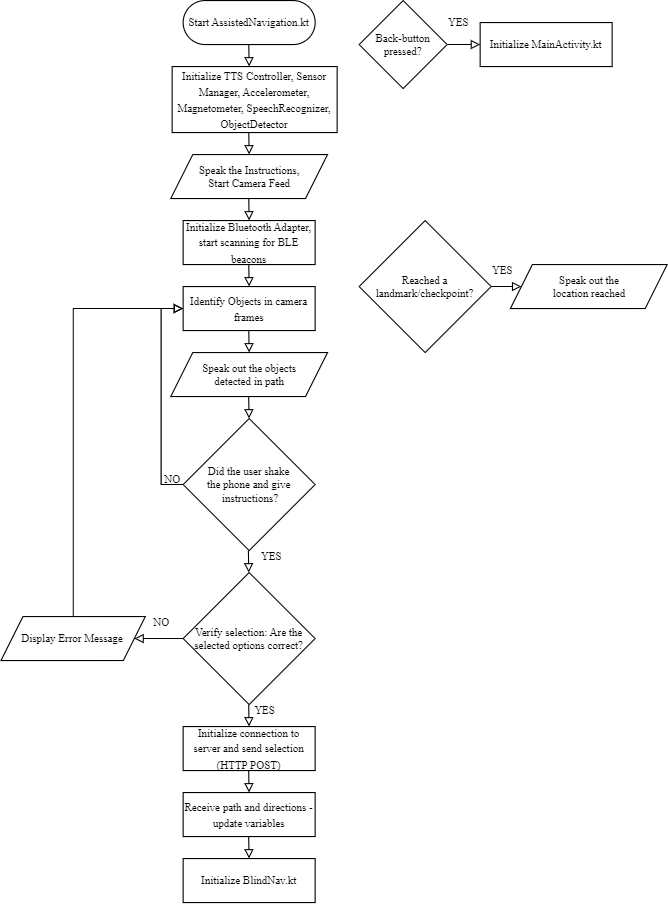 Start AssistedNavigation.kt
Back-button
pressed?
YES
Initialize MainActivity.kt
Initialize TTS Controller, Sensor
Manager, Accelerometer,
Magnetometer, SpeechRecognizer,
ObjectDetector
Speak the Instructions,
Start Camera Feed
Initialize Bluetooth Adapter,
start scanning for BLE
beacons
Reached a
landmark/checkpoint?
YES
Speak out the
location reached
Identify Objects in camera
frames
Speak out the objects
detected in path
Did the user shake
the phone and give
instructions?
NO
YES
Verify selection: Are the
selected options correct?
NO
Display Error Message
YES
Initialize connection to
server and send selection
(HTTP POST)
Receive path and directions -
update variables
Initialize BlindNav.kt